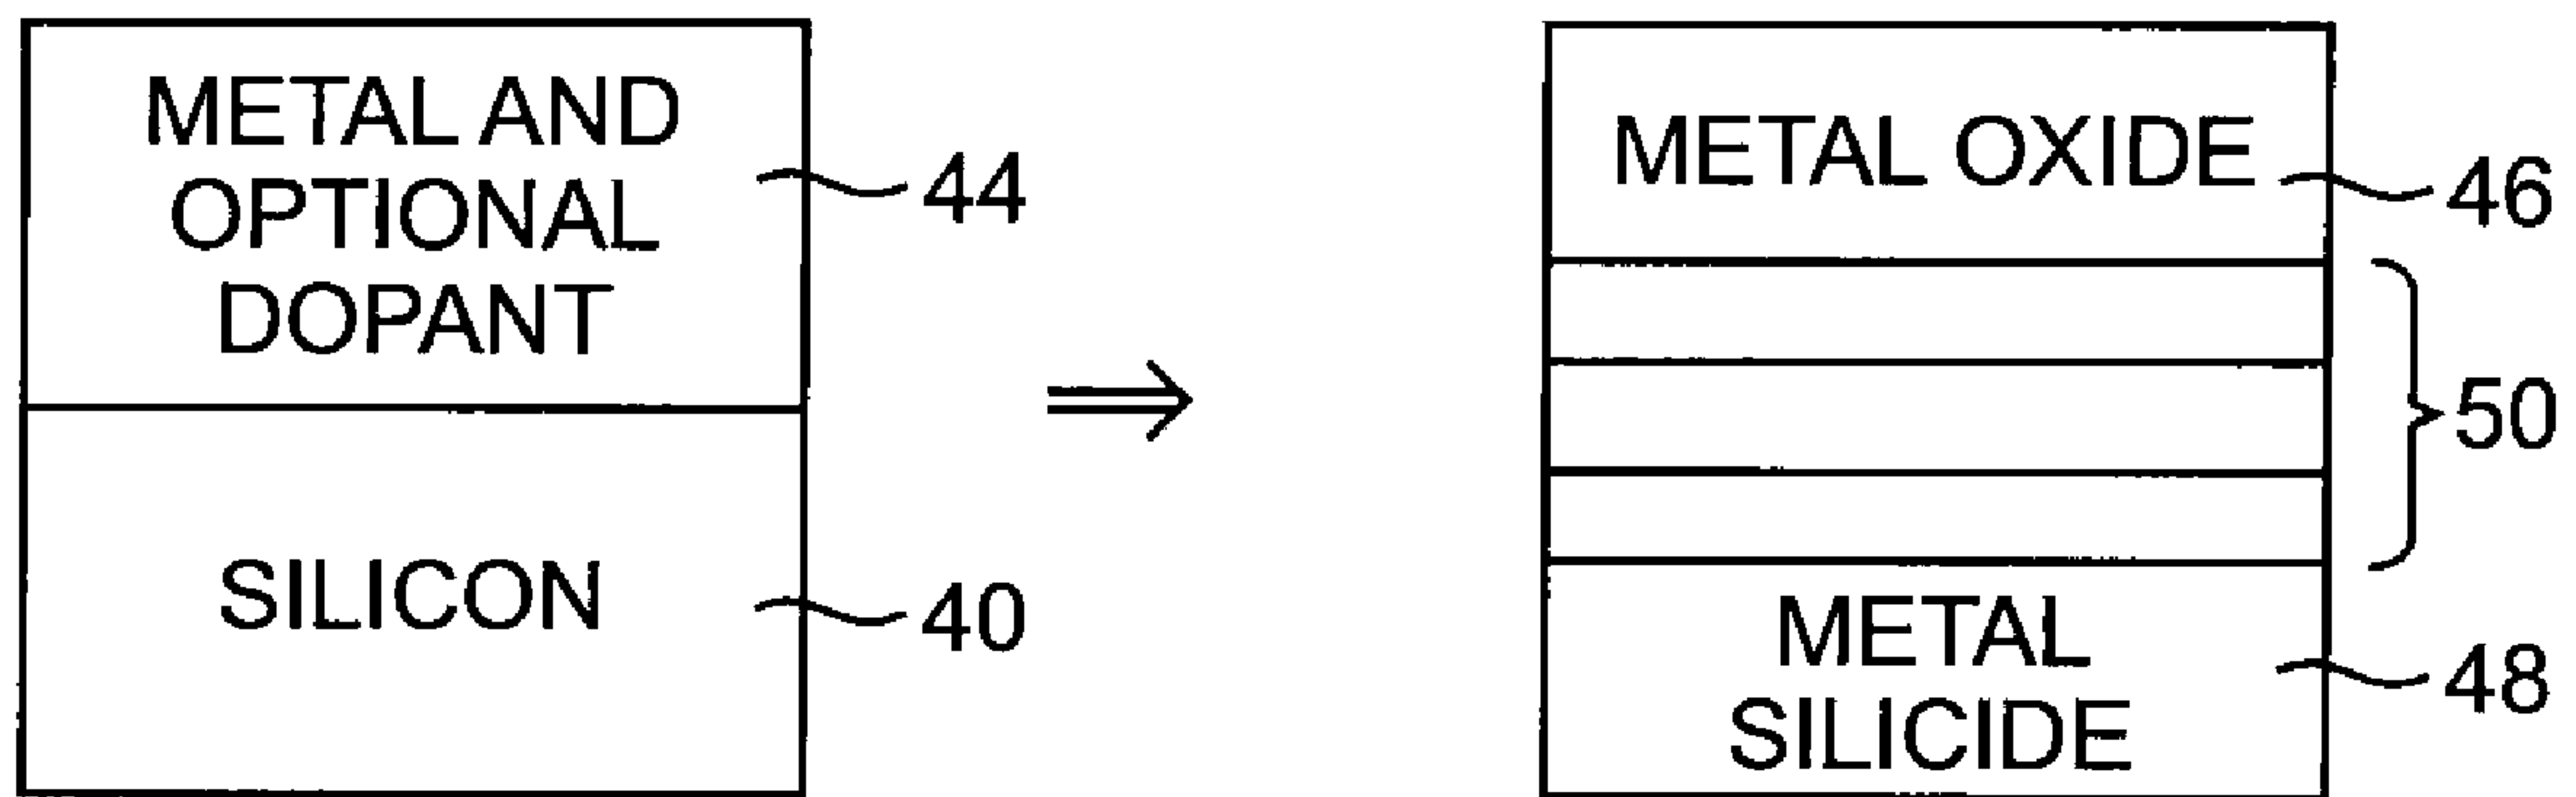 METAL AND
OPTIONAL
DOPANT
44
SILICON
40
METAL OXIDE
46
50
METAL
SILICIDE
48